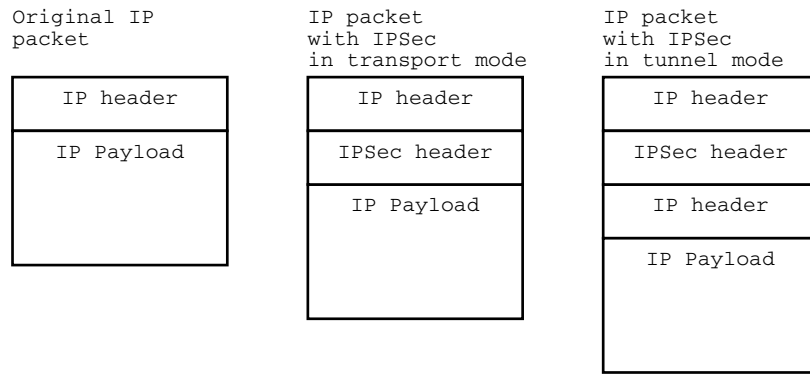 Original IP
packet
IP header
IP Payload
IP packet
with IPSec
in transport mode
IP header
IPSec header
IP Payload
IP packet
with IPSec
in tunnel mode
IP header
IPSec header
IP header
IP Payload